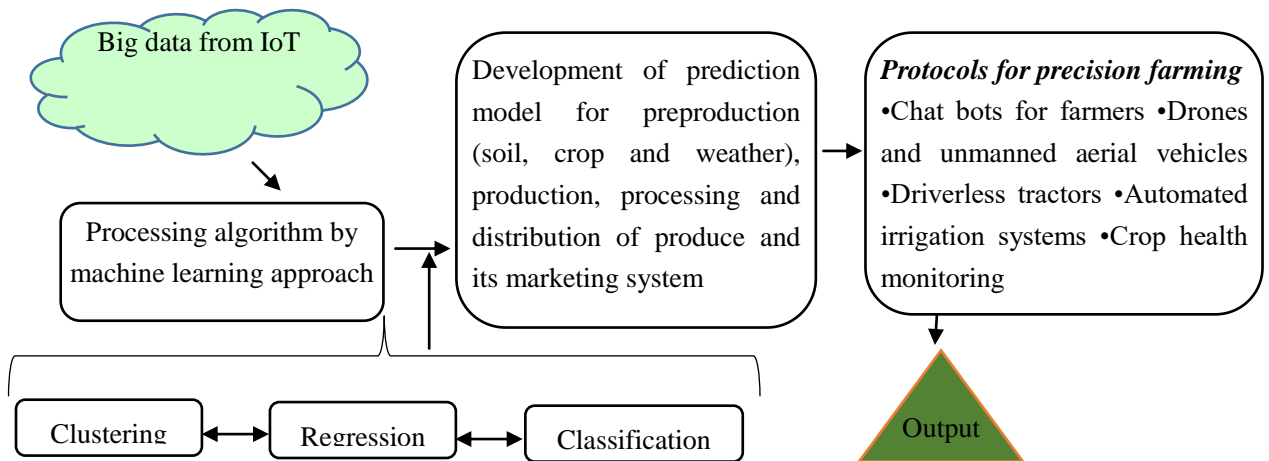 Big data from IoT
Processing algorithm by
machine learning approach
Development of prediction
model for preproduction
(soil, crop and weather),
production, processing and
distribution of produce and
its marketing system
Protocols for precision farming
•Chat bots for farmers •Drones
and unmanned aerial vehicles
•Driverless tractors •Automated
irrigation systems •Crop health
monitoring
Clustering
Regression
Classification
Output